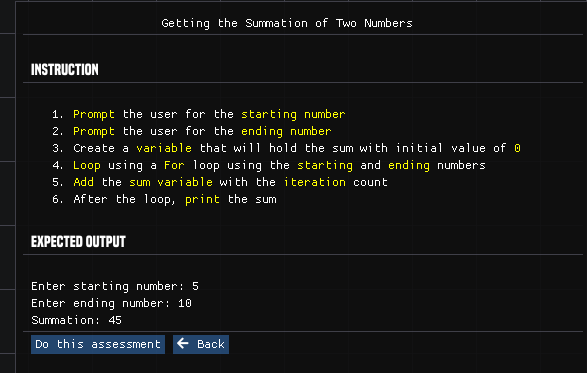 Getting the Summation of Two Numbers
INSTRUCTION
1. Prompt the user for the starting number
2. Prompt the user for the ending number
3. Create a variable that will hold the sum with initial value of 0
4. Loop using a For loop using the starting and ending numbers
5. Add the sum variable with the iteration count
6. After the loop, print the sum
EXPECTED OUTPUT
Enter starting number: 5
Enter ending number: 10
Summation: 45
Do this assessment ← Back